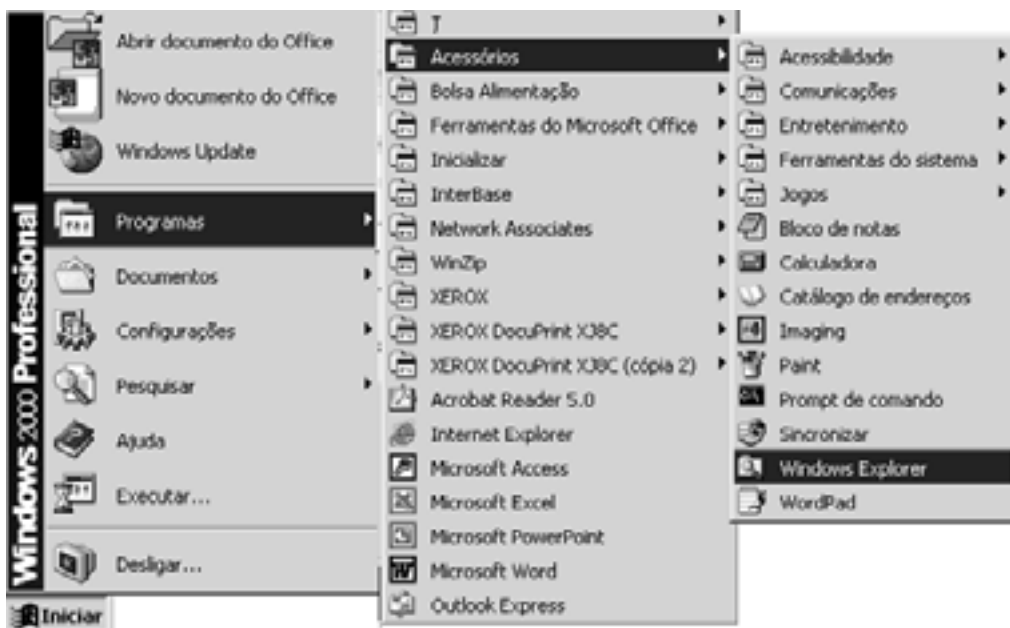 Windows 2000 Professional
Abrir documento do Office
Novo documento do Office
Windows Update
Programas
Documentos
Configurações
Pesquisar
Ajuda
Executar...
Desligar...
Iniciar
T
Acessórios
Bolsa Alimentação
Ferramentas do Microsoft Office
Inicializar
InterBase
Network Associates
WinZip
XEROX
XEROX DocuPrint XJ8C
XEROX DocuPrint XJ8C (cópia 2)
Acrobat Reader 5.0
Internet Explorer
Microsoft Access
Microsoft Excel
Microsoft PowerPoint
Microsoft Word
Outlook Express
Acessibilidade
Comunicações
Entretenimento
Ferramentas do sistema
Jogos
Bloco de notas
Calculadora
Catálogo de endereços
Imaging
Paint
Prompt de comando
Sincronizar
Windows Explorer
WordPad